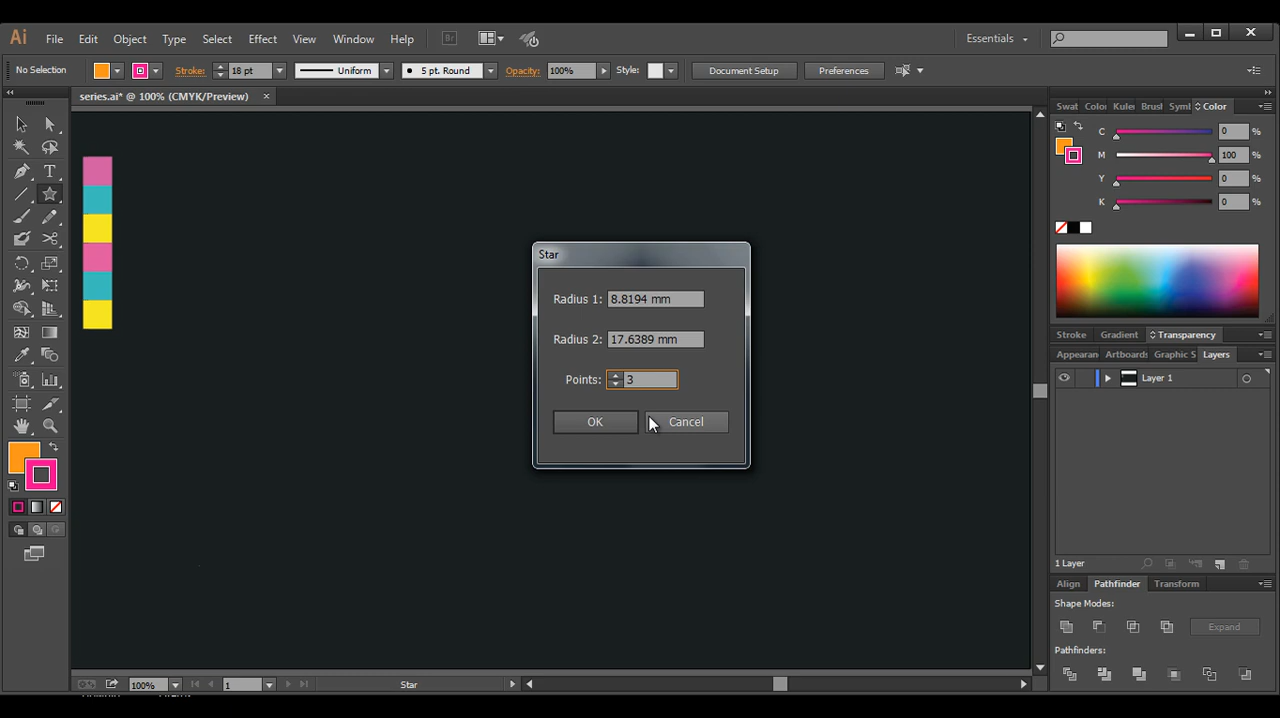 Ai File Edit Object Type Select Effect View Window Help Br Essentials
No Selection Stroke: 18 pt Uniform 5 pt. Round Opacity: 100% Style: Document Setup Preferences
series.ai* @ 100% (CMYK/Preview) ×
Swat Color Kuler Brush Syml Color
C 0 %
M 100 %
Y 0 %
K 0 %
Star
Radius 1: 8.8194 mm
Radius 2: 17.6389 mm
Points: 3
OK Cancel
Stroke Gradient Transparency
Appearan Artboards Graphic S Layers
Layer 1
1 Layer
Align Pathfinder Transform
Shape Modes:
Expand
Pathfinders:
100% 1 Star